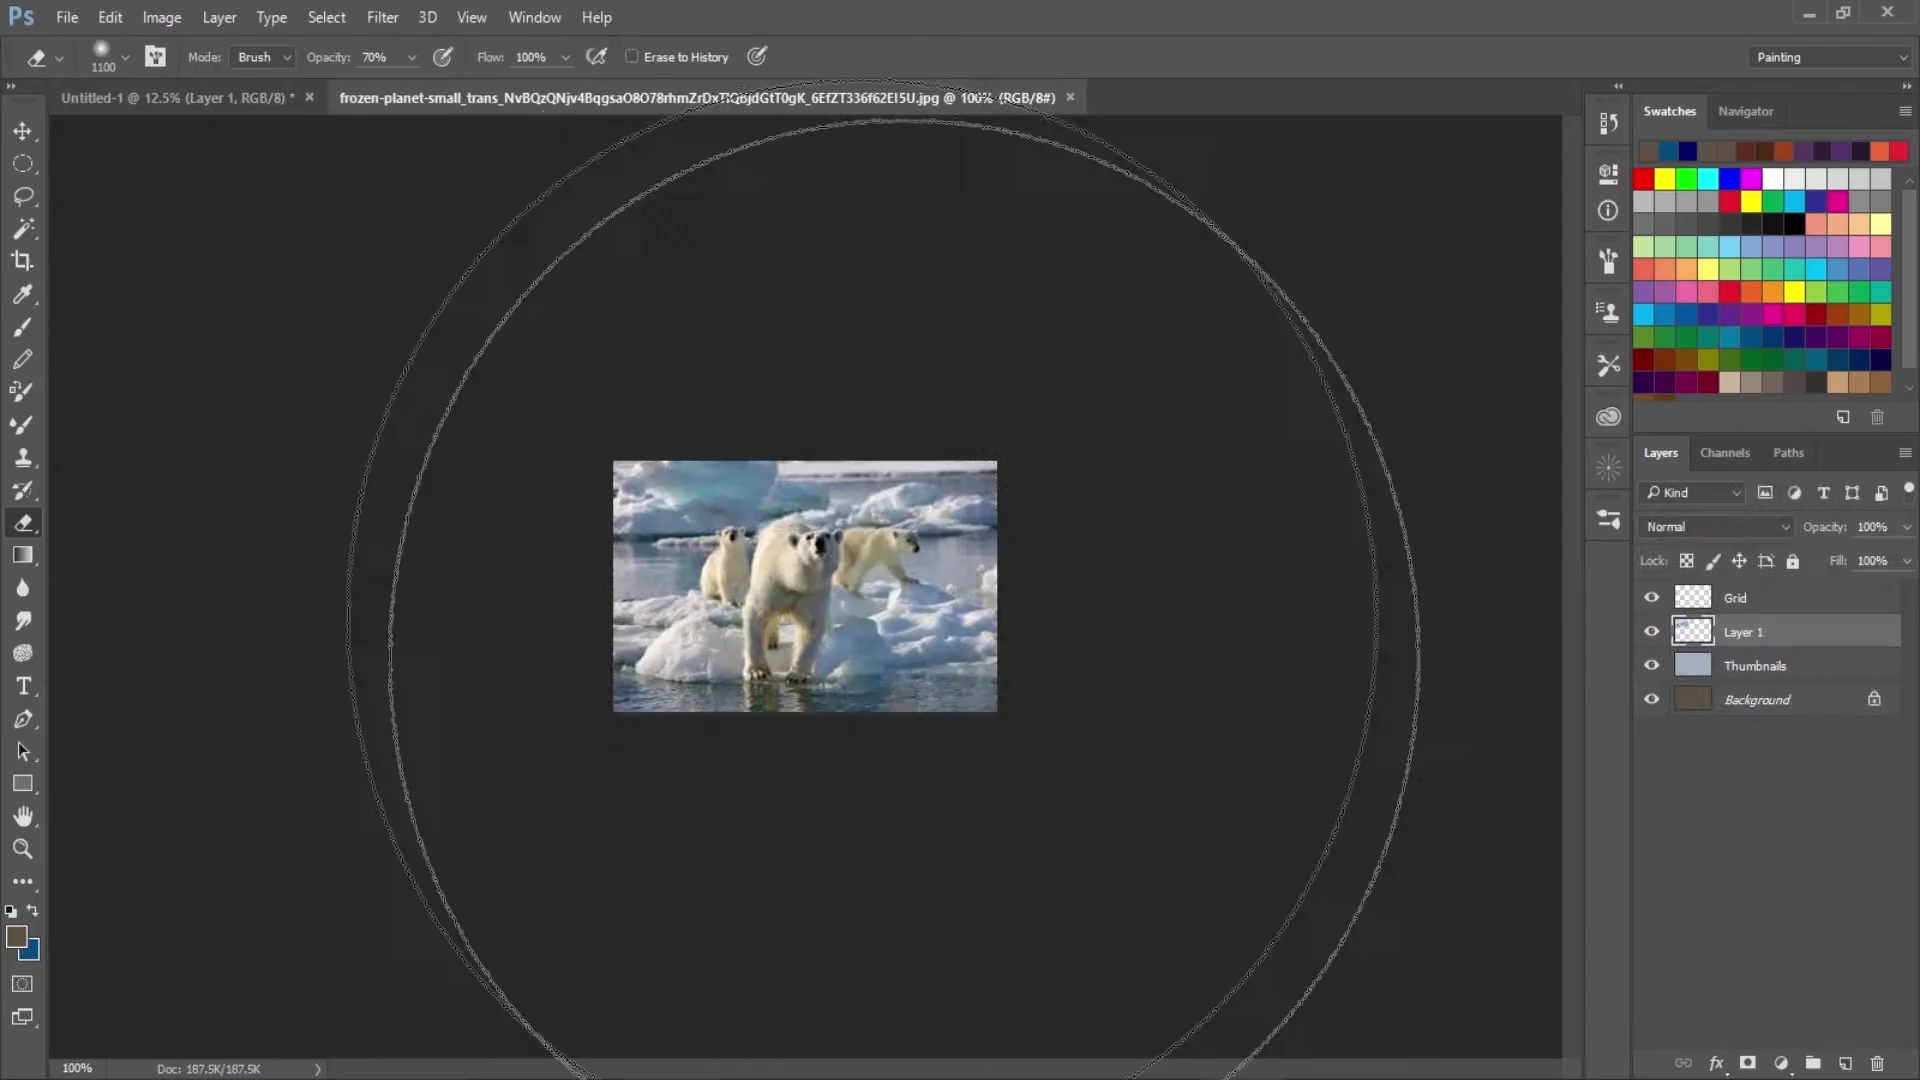 Ps File Edit Image Layer Type Select Filter 3D View Window Help
1100 Mode: Brush Opacity: 70% Flow: 100% Erase to History Painting
Untitled-1 @ 12.5% (Layer 1, RGB/8) * × @ 100% (RGB/8#) ×
Swatches Navigator
Layers Channels Paths
Kind
Normal Opacity: 100%
Lock: Fill: 100%
Grid
Layer 1
Thumbnails
Background
fx
100% Doc: 187.5K/187.5K